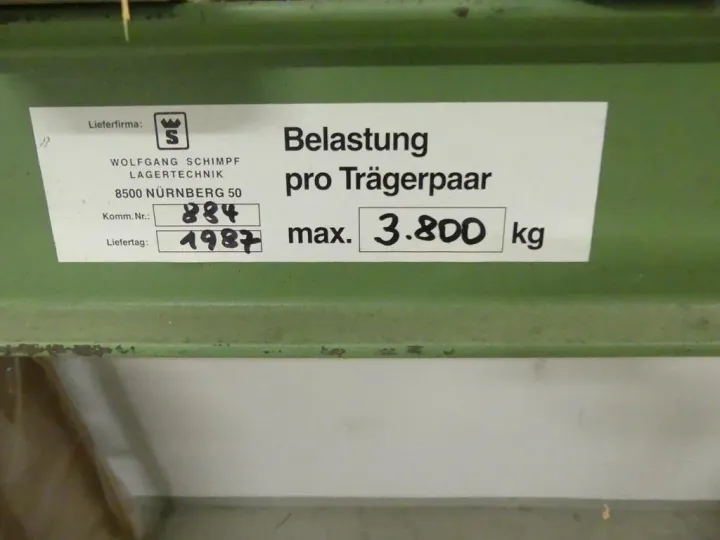 Lieferfirma: S
WOLFGANG SCHIMPF
LAGERTECHNIK
8500 NÜRNBERG 50
Komm. Nr.: 884
Liefertag: 1987
Belastung
pro Trägerpaar
max. 3.800 kg